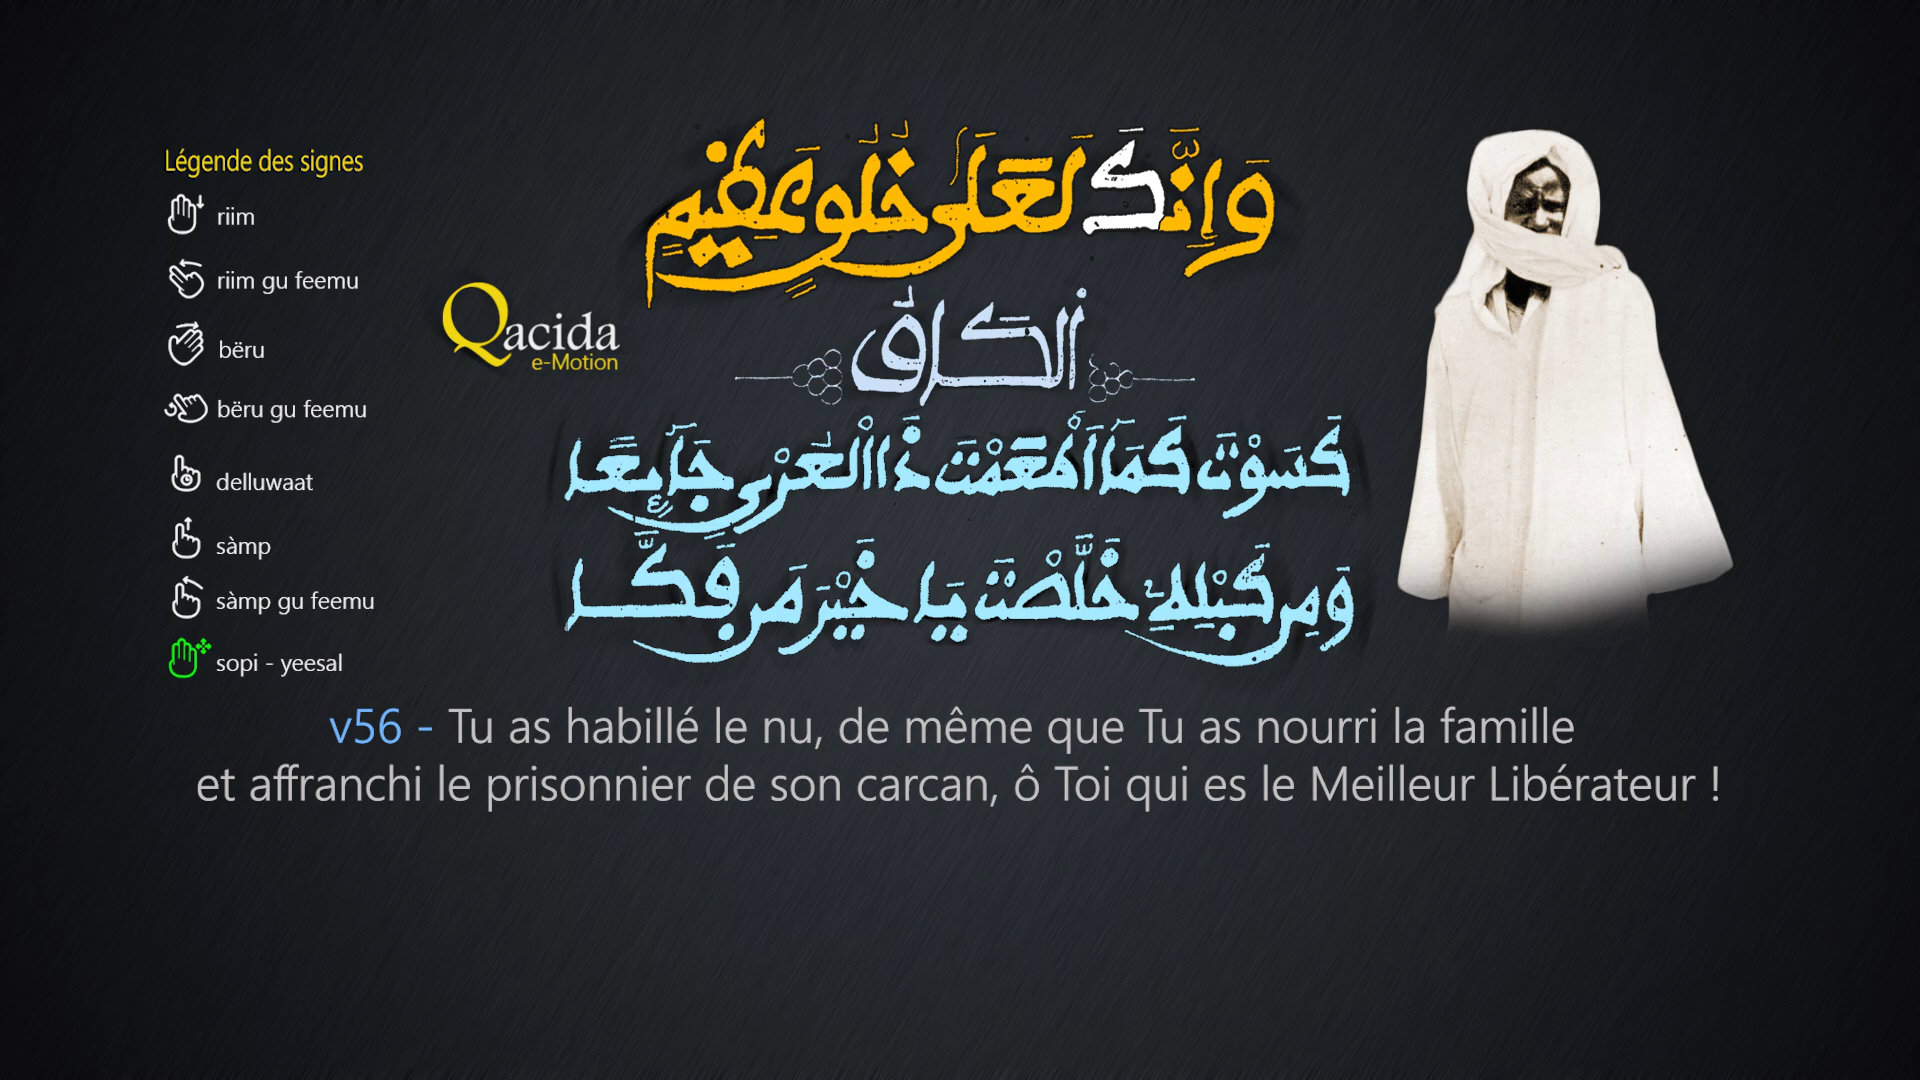 Légende des signes
riim
riim gu feemu
bëru
bëru gu feemu
delluwaat
sàmp
sàmp gu feemu
sopi - yeesal
Qacida
e-Motion
وَإِنَّكَ لَعَلَىٰ خُلُقٍ عَظِيمٍ
الكاف
كَسَوْتَ كَمَا أَطْعَمْتَ ذَا الْعُرْيِ جَائِعًا
وَمِن كَبْلِهِ خَلَّصْتَ يَا خَيْرَ مَن فَكَّا
v56 - Tu as habillé le nu, de même que Tu as nourri la famille
et affranchi le prisonnier de son carcan, ô Toi qui es le Meilleur Libérateur !